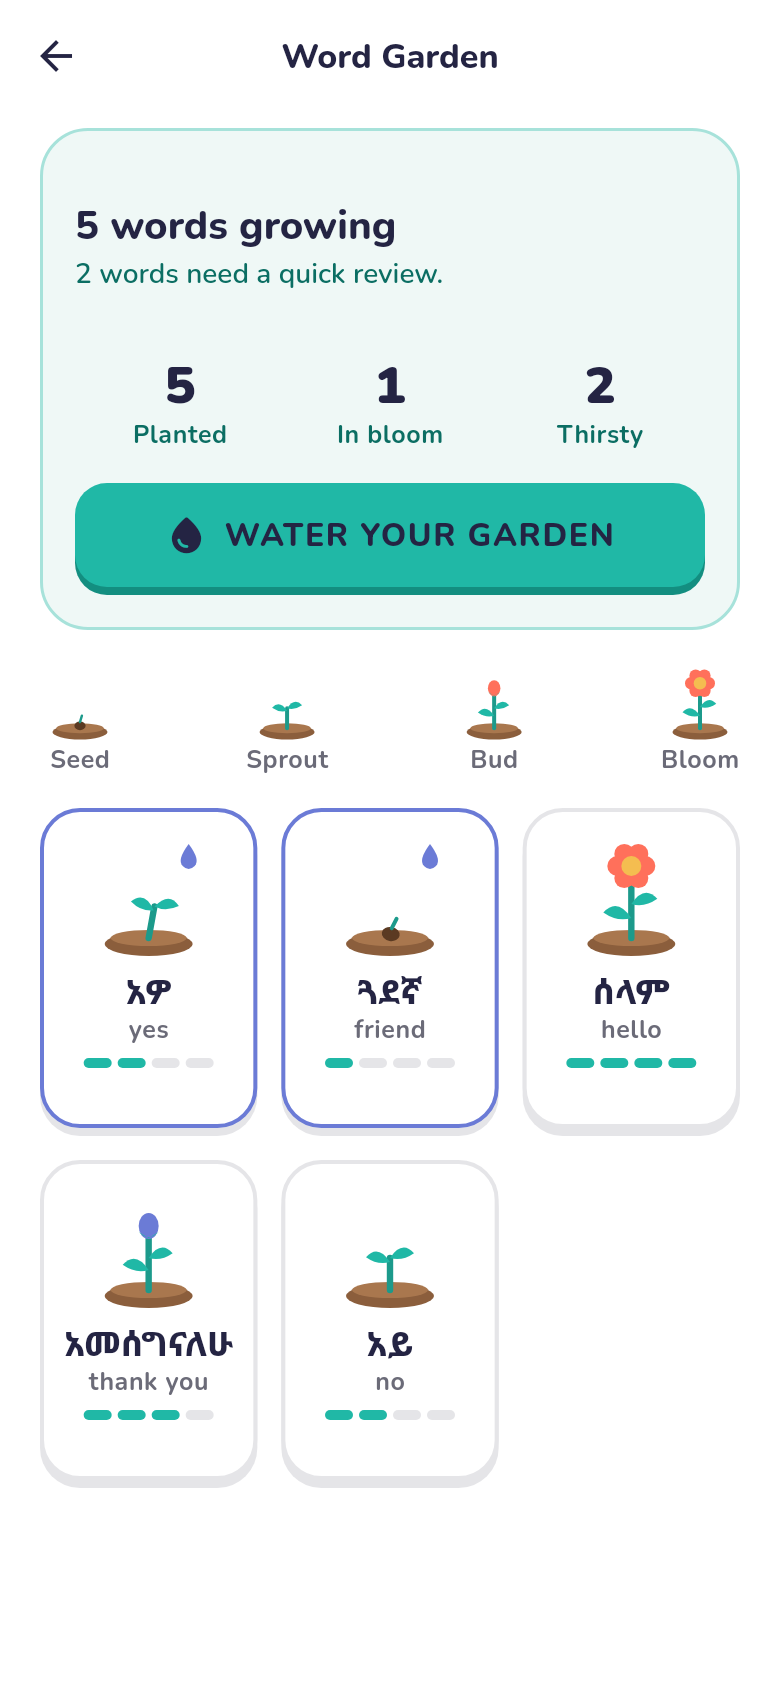 Word Garden
5 words growing
2 words need a quick review.
5 1 2
Planted In bloom Thirsty
WATER YOUR GARDEN
Seed Sprout Bud Bloom
አዎ ጓደኛ ሰላም
yes friend hello
አመሰግናለሁ አይ
thank you no